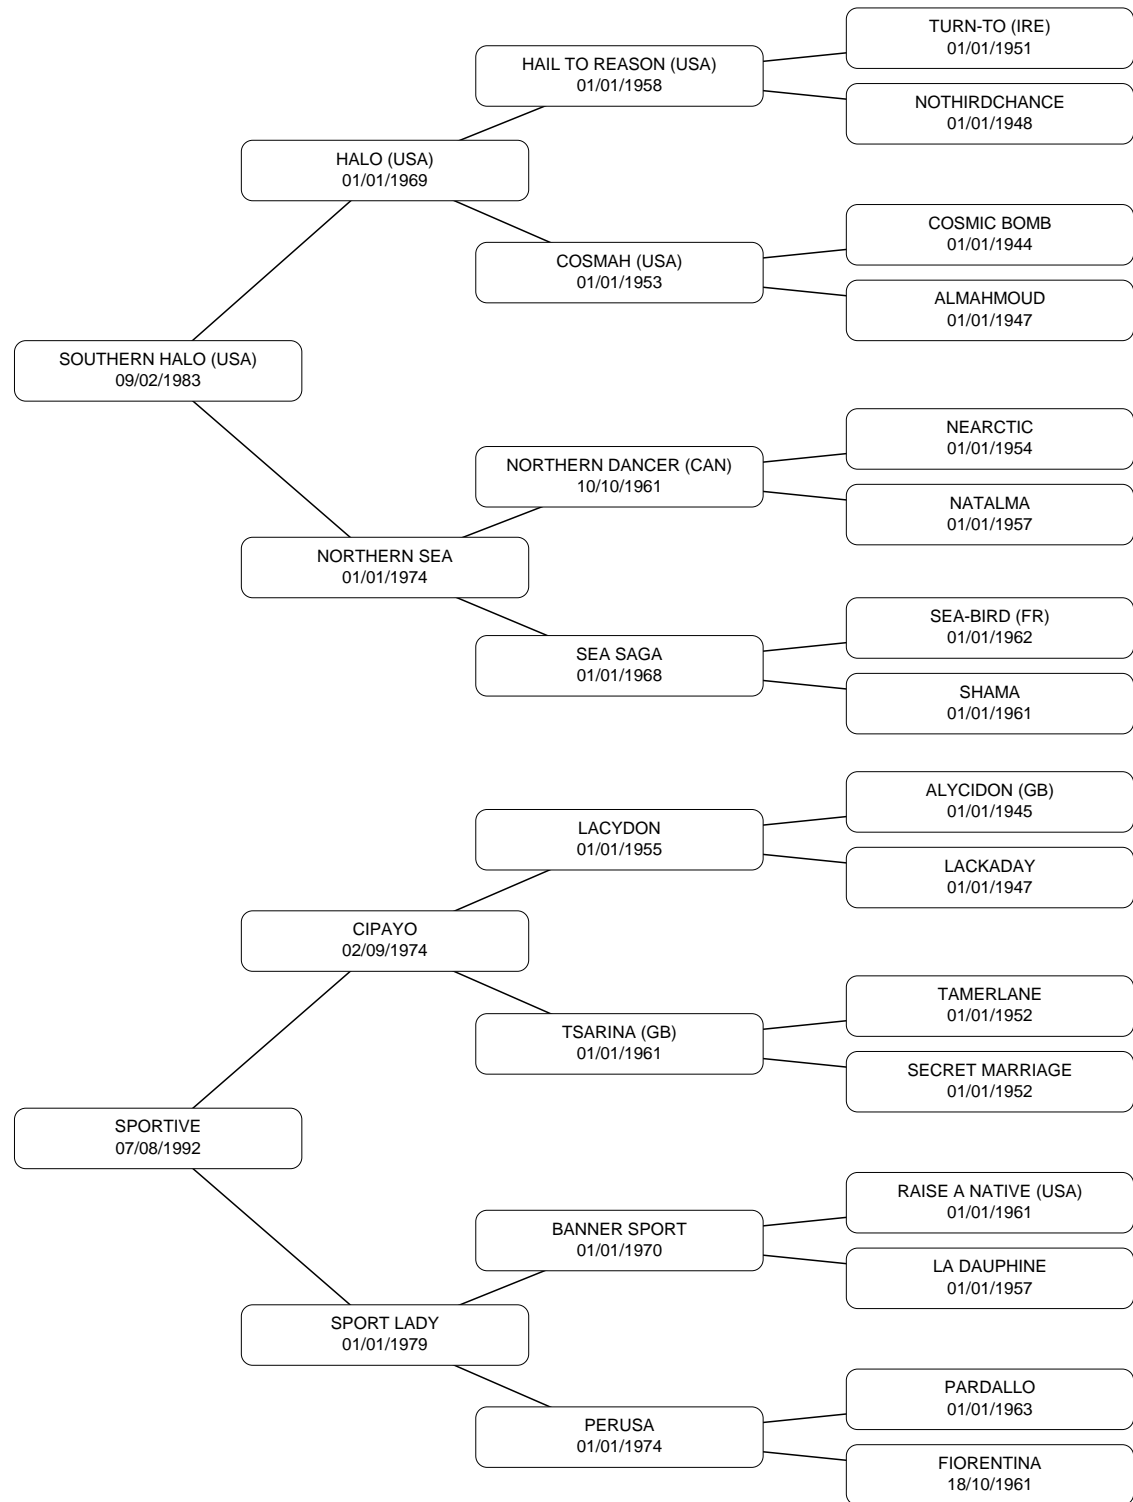 TURN-TO (IRE)
01/01/1951
HAIL TO REASON (USA)
01/01/1958
NOTHIRDCHANCE
01/01/1948
HALO (USA)
01/01/1969
COSMIC BOMB
01/01/1944
COSMAH (USA)
01/01/1953
ALMAHMOUD
01/01/1947
SOUTHERN HALO (USA)
09/02/1983
NEARCTIC
01/01/1954
NORTHERN DANCER (CAN)
10/10/1961
NATALMA
01/01/1957
NORTHERN SEA
01/01/1974
SEA-BIRD (FR)
01/01/1962
SEA SAGA
01/01/1968
SHAMA
01/01/1961
ALYCIDON (GB)
01/01/1945
LACYDON
01/01/1955
LACKADAY
01/01/1947
CIPAYO
02/09/1974
TAMERLANE
01/01/1952
TSARINA (GB)
01/01/1961
SECRET MARRIAGE
01/01/1952
SPORTIVE
07/08/1992
RAISE A NATIVE (USA)
01/01/1961
BANNER SPORT
01/01/1970
LA DAUPHINE
01/01/1957
SPORT LADY
01/01/1979
PARDALLO
01/01/1963
PERUSA
01/01/1974
FIORENTINA
18/10/1961